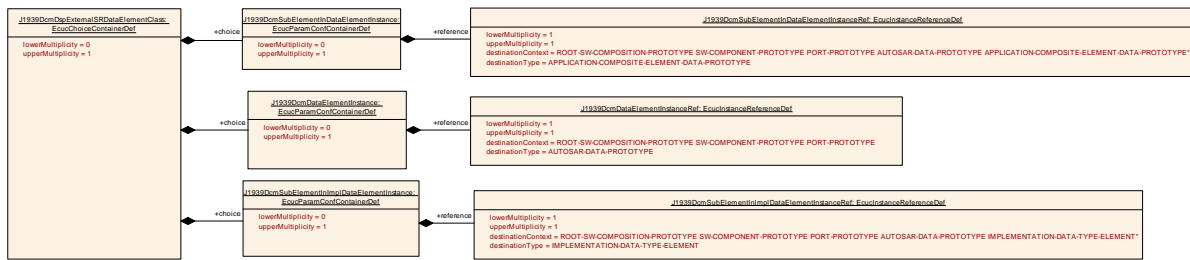 J1939DcmDspExternalSRDataElementClass:
EcucChoiceContainerDef
lowerMultiplicity = 0
upperMultiplicity = 1
+choice
J1939DcmSubElementInDataElementInstance:
EcucParamConfContainerDef
lowerMultiplicity = 0
upperMultiplicity = 1
+reference
J1939DcmSubElementInDataElementInstanceRef: EcucInstanceReferenceDef
lowerMultiplicity = 1
upperMultiplicity = 1
destinationContext = ROOT-SW-COMPOSITION-PROTOTYPE SW-COMPONENT-PROTOTYPE PORT-PROTOTYPE AUTOSAR-DATA-PROTOTYPE APPLICATION-COMPOSITE-ELEMENT-DATA-PROTOTYPE*
destinationType = APPLICATION-COMPOSITE-ELEMENT-DATA-PROTOTYPE
+choice
J1939DcmDataElementInstance:
EcucParamConfContainerDef
lowerMultiplicity = 0
upperMultiplicity = 1
+reference
J1939DcmDataElementInstanceRef: EcucInstanceReferenceDef
lowerMultiplicity = 1
upperMultiplicity = 1
destinationContext = ROOT-SW-COMPOSITION-PROTOTYPE SW-COMPONENT-PROTOTYPE PORT-PROTOTYPE
destinationType = AUTOSAR-DATA-PROTOTYPE
+choice
J1939DcmSubElementInImplDataElementInstance:
EcucParamConfContainerDef
lowerMultiplicity = 0
upperMultiplicity = 1
+reference
J1939DcmSubElementInImplDataElementInstanceRef: EcucInstanceReferenceDef
lowerMultiplicity = 1
upperMultiplicity = 1
destinationContext = ROOT-SW-COMPOSITION-PROTOTYPE SW-COMPONENT-PROTOTYPE PORT-PROTOTYPE AUTOSAR-DATA-PROTOTYPE IMPLEMENTATION-DATA-TYPE-ELEMENT*
destinationType = IMPLEMENTATION-DATA-TYPE-ELEMENT